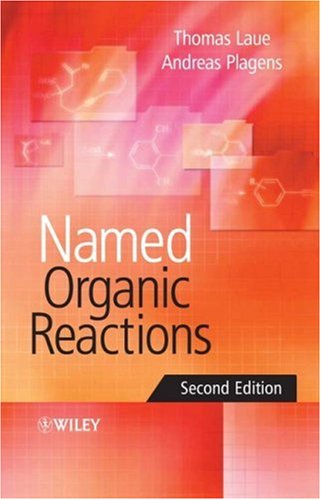 Thomas Laue
Andreas Plagens
Named
Organic
Reactions
Second Edition
WILEY